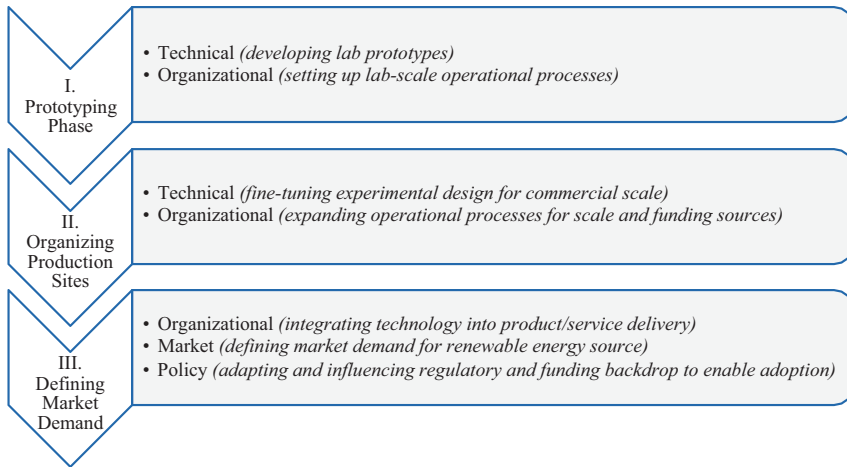 I.
Prototyping
Phase
• Technical (developing lab prototypes)
• Organizational (setting up lab-scale operational processes)
II.
Organizing
Production
Sites
• Technical (fine-tuning experimental design for commercial scale)
• Organizational (expanding operational processes for scale and funding sources)
III.
Defining
Market
Demand
• Organizational (integrating technology into product/service delivery)
• Market (defining market demand for renewable energy source)
• Policy (adapting and influencing regulatory and funding backdrop to enable adoption)